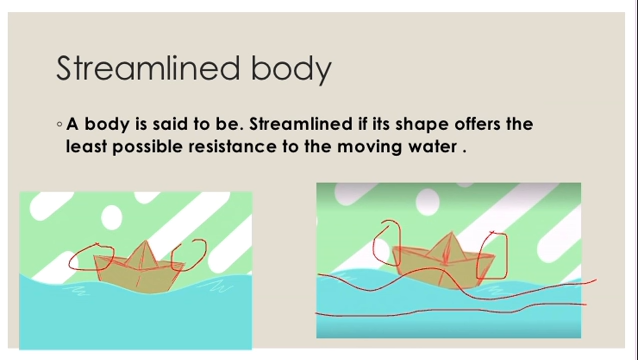 Streamlined body
◦ A body is said to be. Streamlined if its shape offers the
least possible resistance to the moving water .